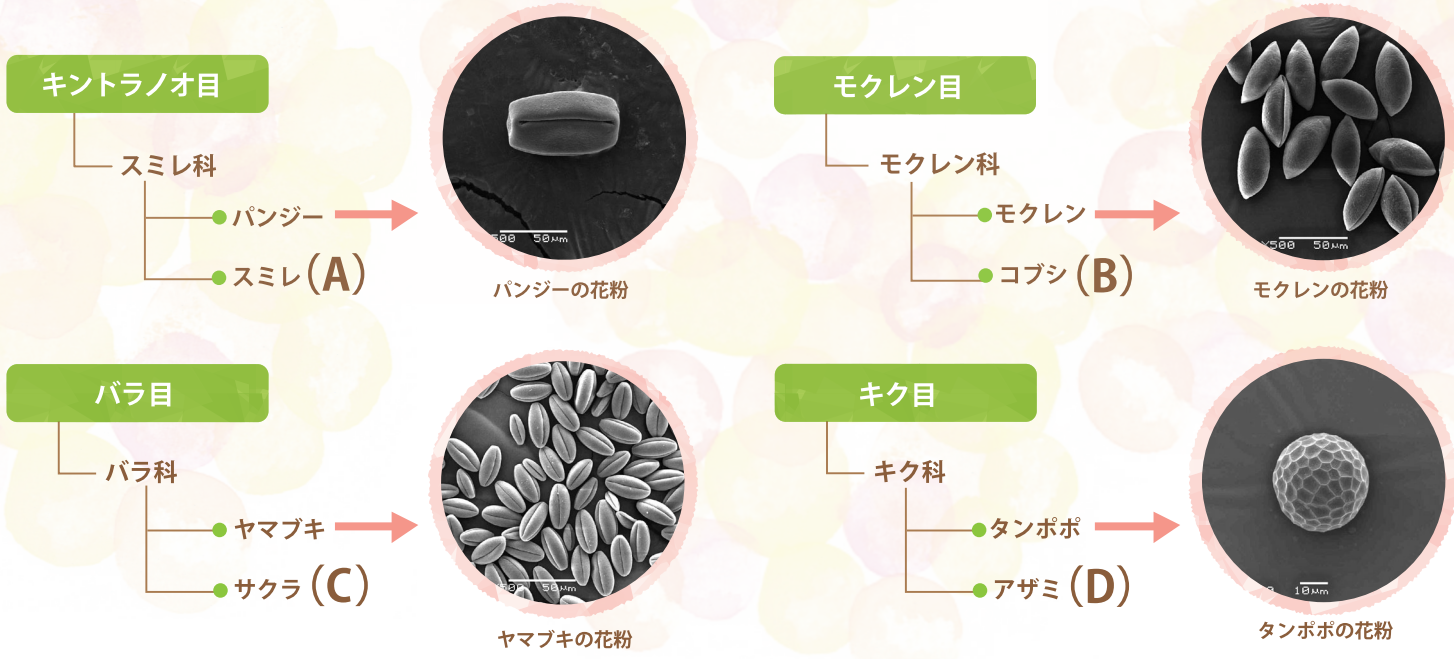 キントラノオ目
スミレ科
パンジー
スミレ(A)
500 50μm
パンジーの花粉
モクレン目
モクレン科
モクレン
コブシ(B)
X500 50μm
モクレンの花粉
バラ目
バラ科
ヤマブキ
サクラ(C)
500 50μm
ヤマブキの花粉
キク目
キク科
タンポポ
アザミ(D)
0 10μm
タンポポの花粉